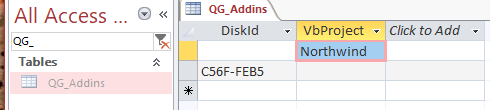 All Access ...
QG_
Tables
QG_Addins
QG_Addins
DiskId VbProject Click to Add
Northwind
C56F-FEB5